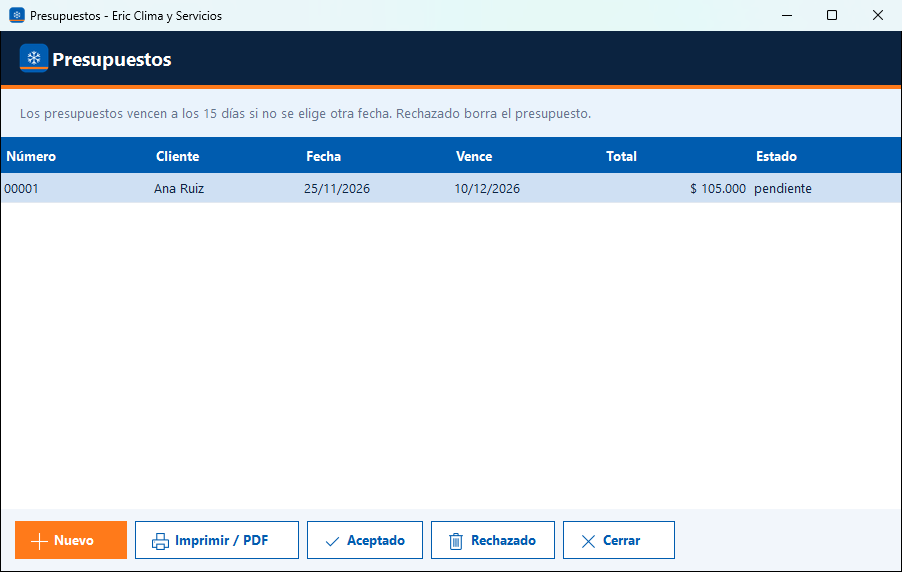 Presupuestos - Eric Clima y Servicios
Presupuestos
Los presupuestos vencen a los 15 días si no se elige otra fecha. Rechazado borra el presupuesto.
Número Cliente Fecha Vence Total Estado
00001 Ana Ruiz 25/11/2026 10/12/2026 $ 105.000 pendiente
Nuevo Imprimir / PDF Aceptado Rechazado Cerrar